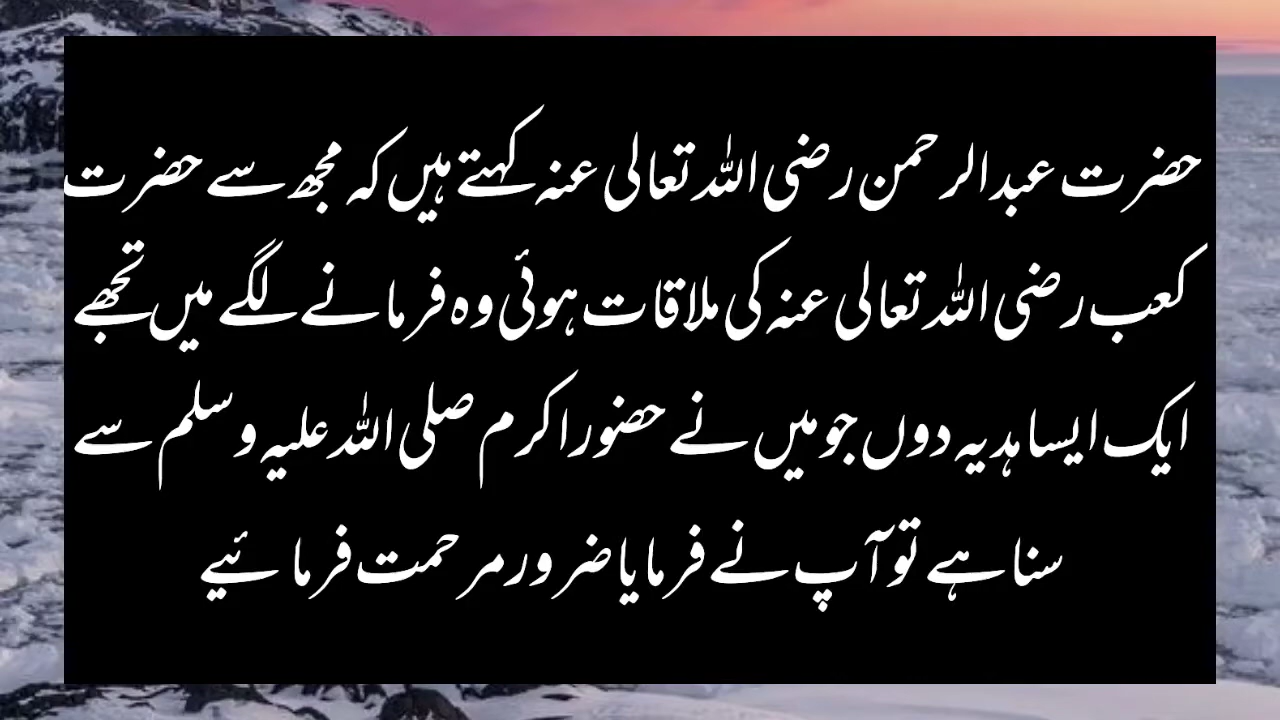 حضرت عبدالرحمن رضی اللہ تعالی عنہ کہتے ہیں کہ مجھ سے حضرت
کعب رضی اللہ تعالی عنہ کی ملاقات ہوئی وہ فرمانے لگے میں تجھے
ایک ایسا ہدیہ دوں جو میں نے حضور اکرم صلی اللہ علیہ وسلم سے
سنا ہے تو آپ نے فرمایا ضرور مرحمت فرمائیے